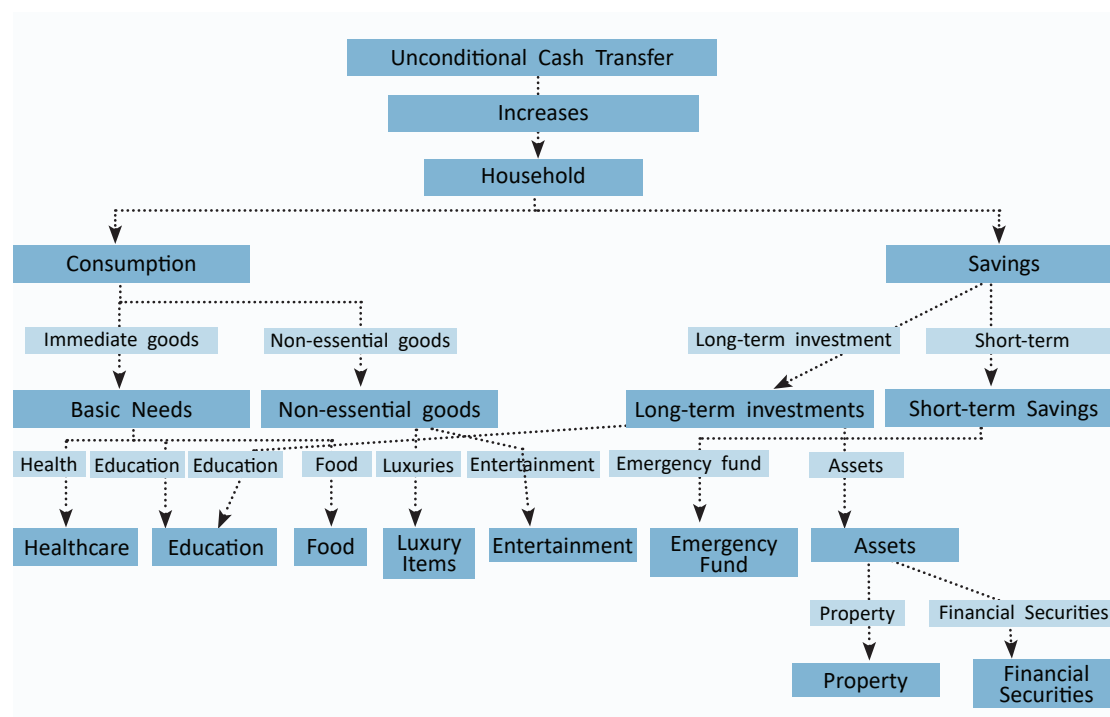 Unconditional Cash Transfer
Increases
Household
Consumption
Savings
Immediate goods
Non-essential goods
Long-term investment
Short-term
Basic Needs
Non-essential goods
Long-term investments
Short-term Savings
Health
Education
Education
Food
Luxuries
Entertainment
Emergency fund
Assets
Healthcare
Education
Food
Luxury
Items
Entertainment
Emergency
Fund
Assets
Property
Financial Securities
Property
Financial
Securities